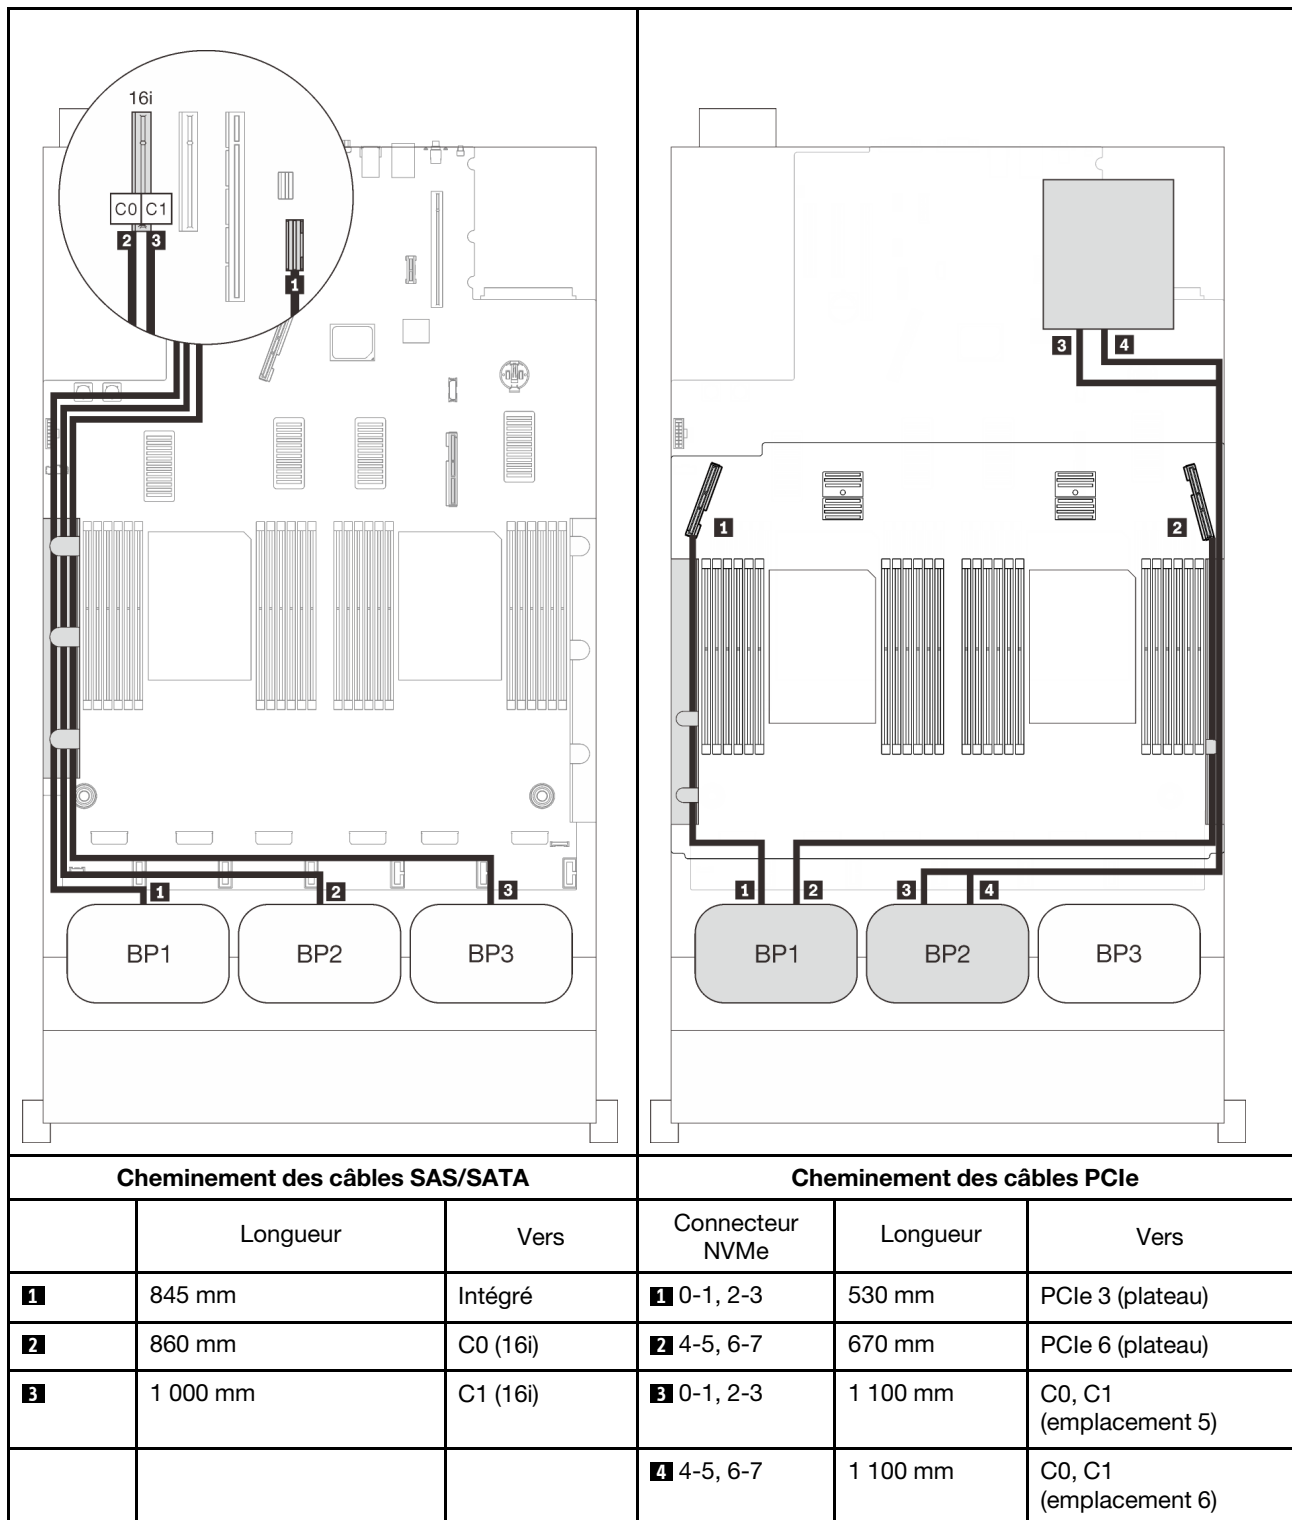 16i
C0 C1
2 3
1
1 2 3
BP1 BP2 BP3
3 4
1 2
1 2 3 4
BP1 BP2 BP3
Cheminement des câbles SAS/SATA
Longueur Vers
1 845 mm Intégré
2 860 mm C0 (16i)
3 1 000 mm C1 (16i)
Cheminement des câbles PCIe
Connecteur
NVMe Longueur Vers
1 0-1, 2-3 530 mm PCIe 3 (plateau)
2 4-5, 6-7 670 mm PCIe 6 (plateau)
3 0-1, 2-3 1 100 mm C0, C1
(emplacement 5)
4 4-5, 6-7 1 100 mm C0, C1
(emplacement 6)